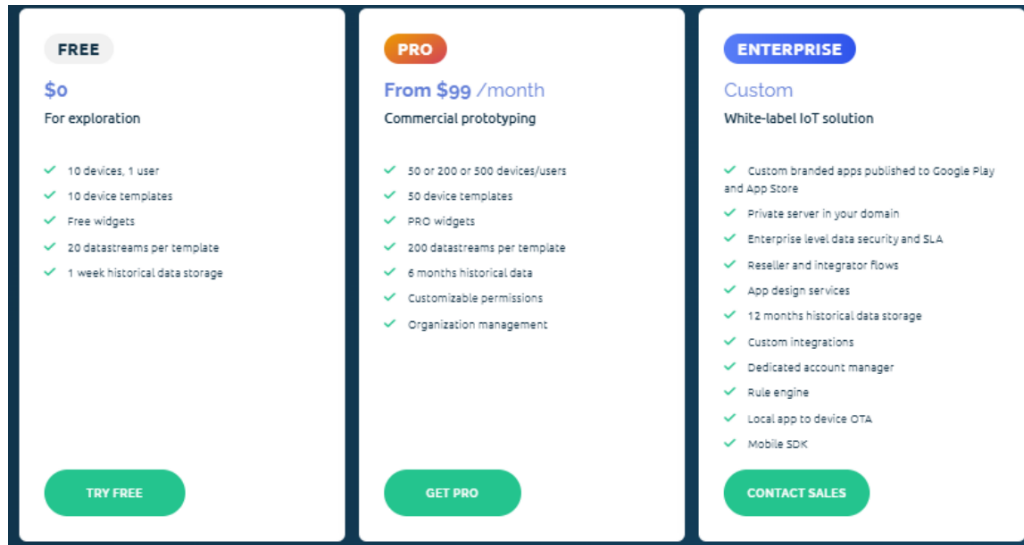 FREE
$0
For exploration
10 devices, 1 user
10 device templates
Free widgets
20 datastreams per template
1 week historical data storage
TRY FREE
PRO
From $99 /month
Commercial prototyping
50 or 200 or 500 devices/users
50 device templates
PRO widgets
200 datastreams per template
6 months historical data
Customizable permissions
Organization management
GET PRO
ENTERPRISE
Custom
White-label IoT solution
Custom branded apps published to Google Play
and App Store
Private server in your domain
Enterprise level data security and SLA
Reseller and integrator flows
App design services
12 months historical data storage
Custom integrations
Dedicated account manager
Rule engine
Local app to device OTA
Mobile SDK
CONTACT SALES